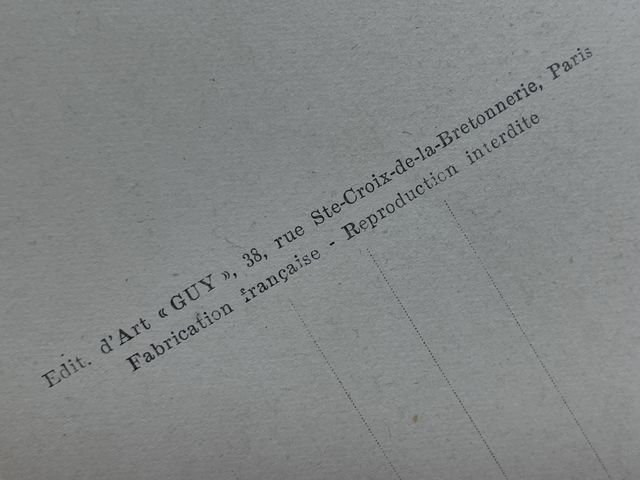 Edit. d'Art « GUY », 38, rue Ste-Croix-de-la-Bretonnerie, Paris
Fabrication française - Reproduction interdite